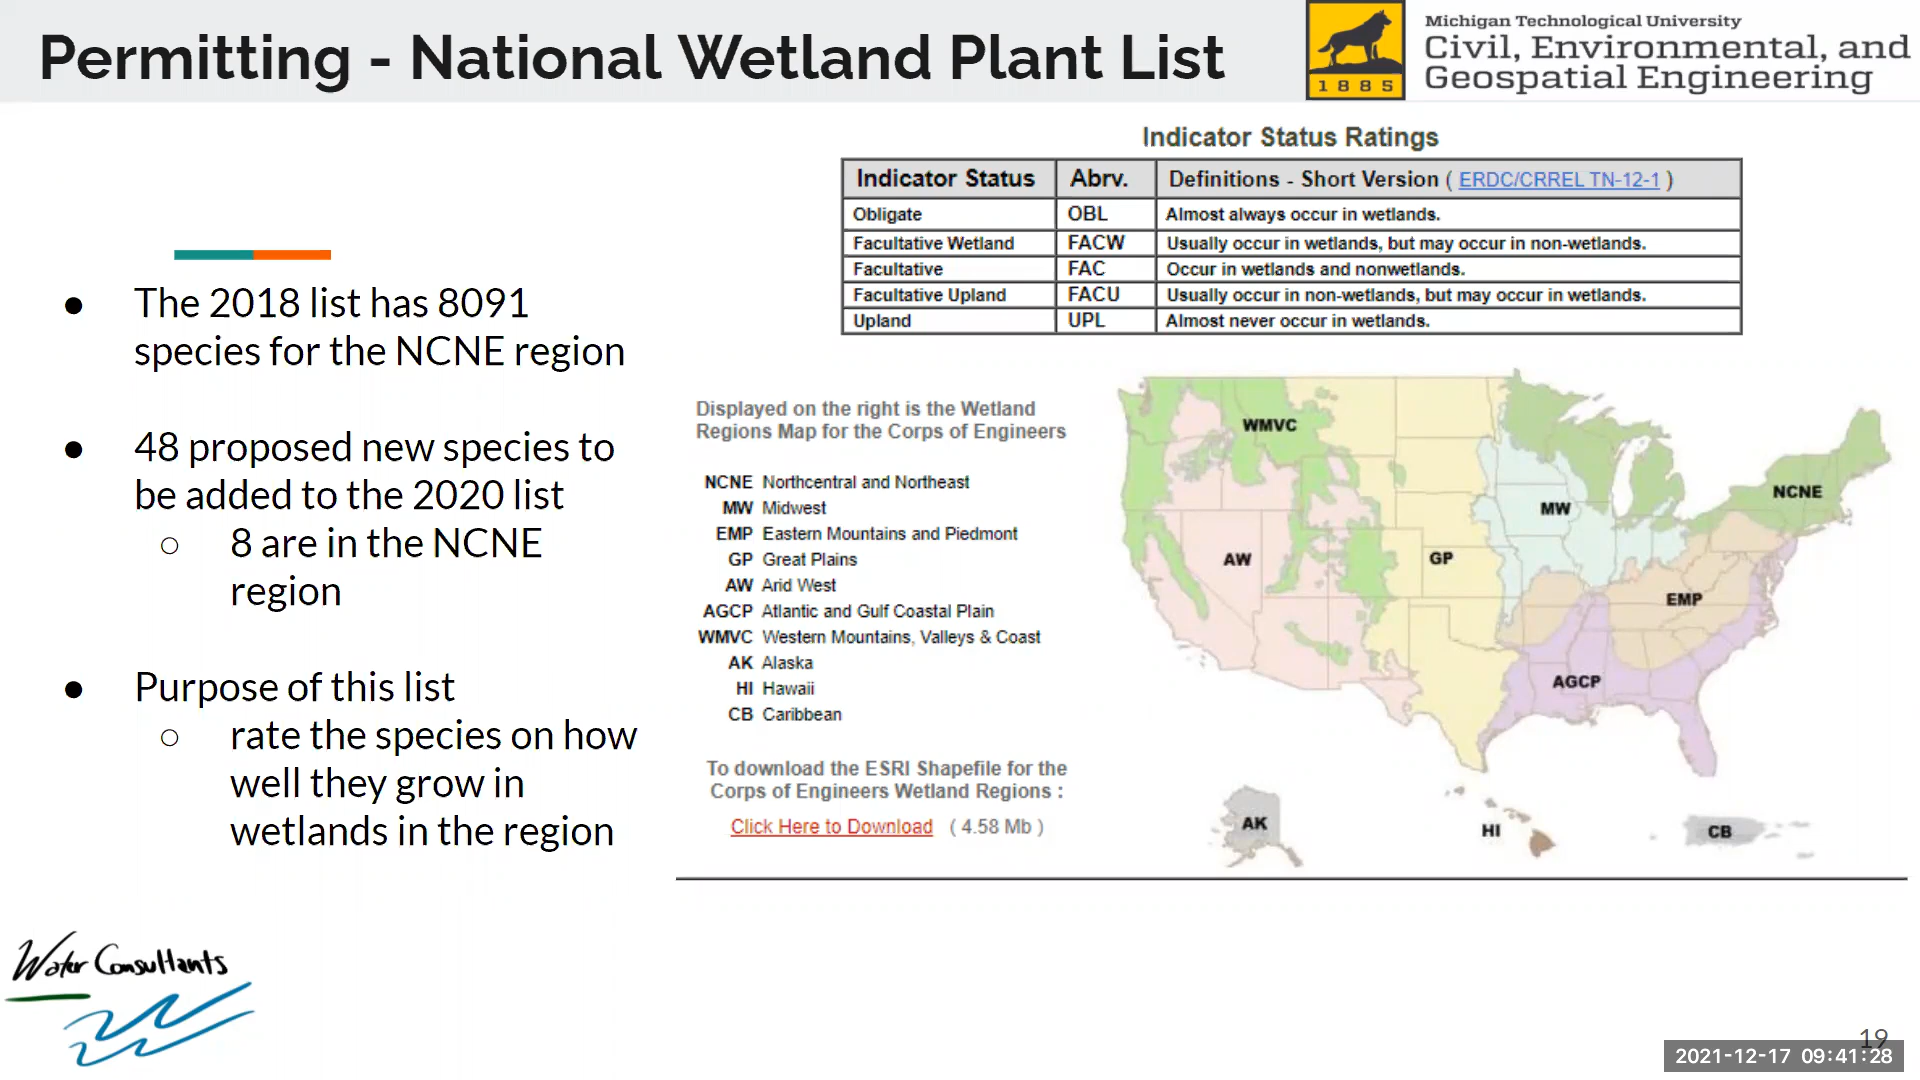 Permitting - National Wetland Plant List
1885
Michigan Technological University
Civil, Environmental, and
Geospatial Engineering
● The 2018 list has 8091
species for the NCNE region
● 48 proposed new species to
be added to the 2020 list
○ 8 are in the NCNE
region
● Purpose of this list
○ rate the species on how
well they grow in
wetlands in the region
Indicator Status Ratings
Indicator Status Abrv. Definitions - Short Version ( ERDC/CRREL TN-12-1 )
Obligate OBL Almost always occur in wetlands.
Facultative Wetland FACW Usually occur in wetlands, but may occur in non-wetlands.
Facultative FAC Occur in wetlands and nonwetlands.
Facultative Upland FACU Usually occur in non-wetlands, but may occur in wetlands.
Upland UPL Almost never occur in wetlands.
Displayed on the right is the Wetland
Regions Map for the Corps of Engineers
NCNE Northcentral and Northeast
MW Midwest
EMP Eastern Mountains and Piedmont
GP Great Plains
AW Arid West
AGCP Atlantic and Gulf Coastal Plain
WMVC Western Mountains, Valleys & Coast
AK Alaska
HI Hawaii
CB Caribbean
To download the ESRI Shapefile for the
Corps of Engineers Wetland Regions :
Click Here to Download ( 4.58 Mb )
WMVC
NCNE
MW
AW
GP
EMP
AGCP
AK
HI
CB
Water Consultants
19
2021-12-17 09:41:28